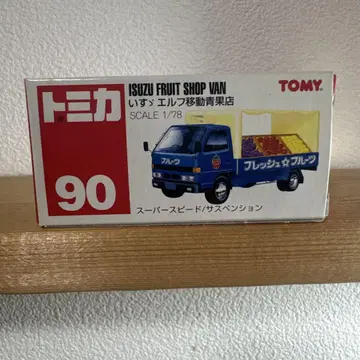 トミカ
90
ISUZU FRUIT SHOP VAN
いすゞ エルフ移動青果店
SCALE 1/78
TOMY
フルーツ
フレッシュ☆フルーツ
スーパースピード/サスペンション